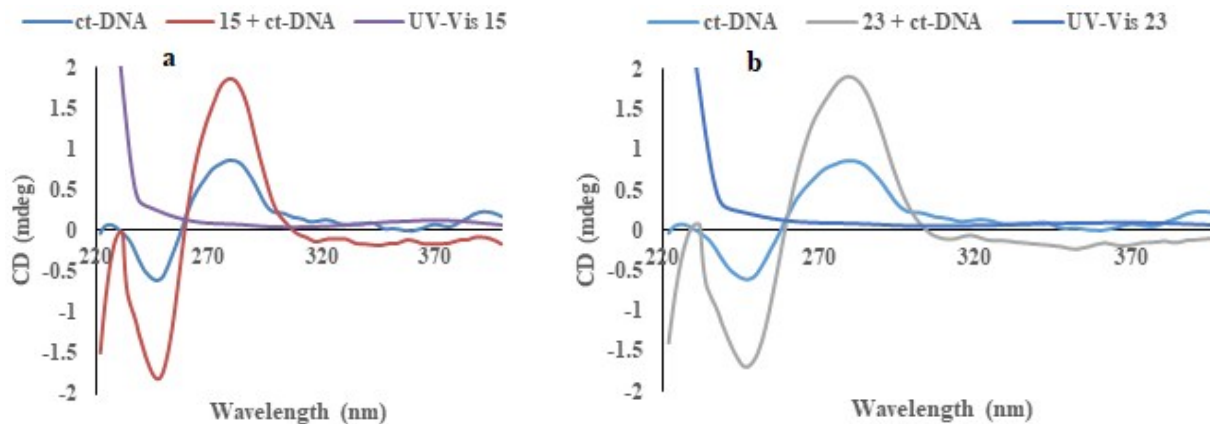 ct-DNA 15 + ct-DNA UV-Vis 15
a
2
1.5
1
0.5
0
-0.5
-1
-1.5
-2
220 270 320 370
CD (mdeg)
Wavelength (nm)
ct-DNA 23 + ct-DNA UV-Vis 23
b
2
1.5
1
0.5
0
-0.5
-1
-1.5
-2
220 270 320 370
CD (mdeg)
Wavelength (nm)